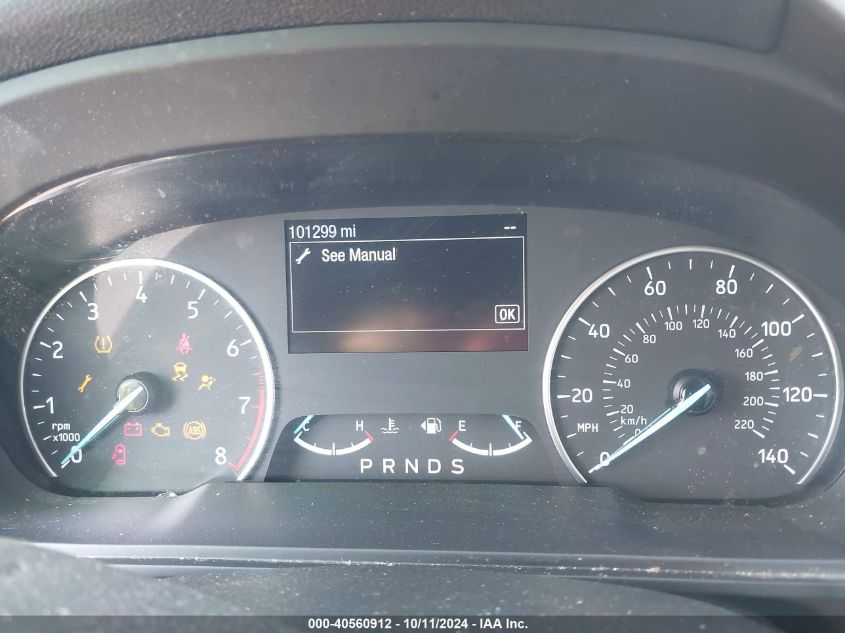 101299 mi --
See Manual
OK
0 1 2 3 4 5 6 7 8
rpm
x1000
ABS
C H E F
P R N D S
0 20 40 60 80 100 120 140
MPH
0 20 40 60 80 100 120 140 160 180 200 220
km/h
000-40560912 - 10/11/2024 - IAA Inc.